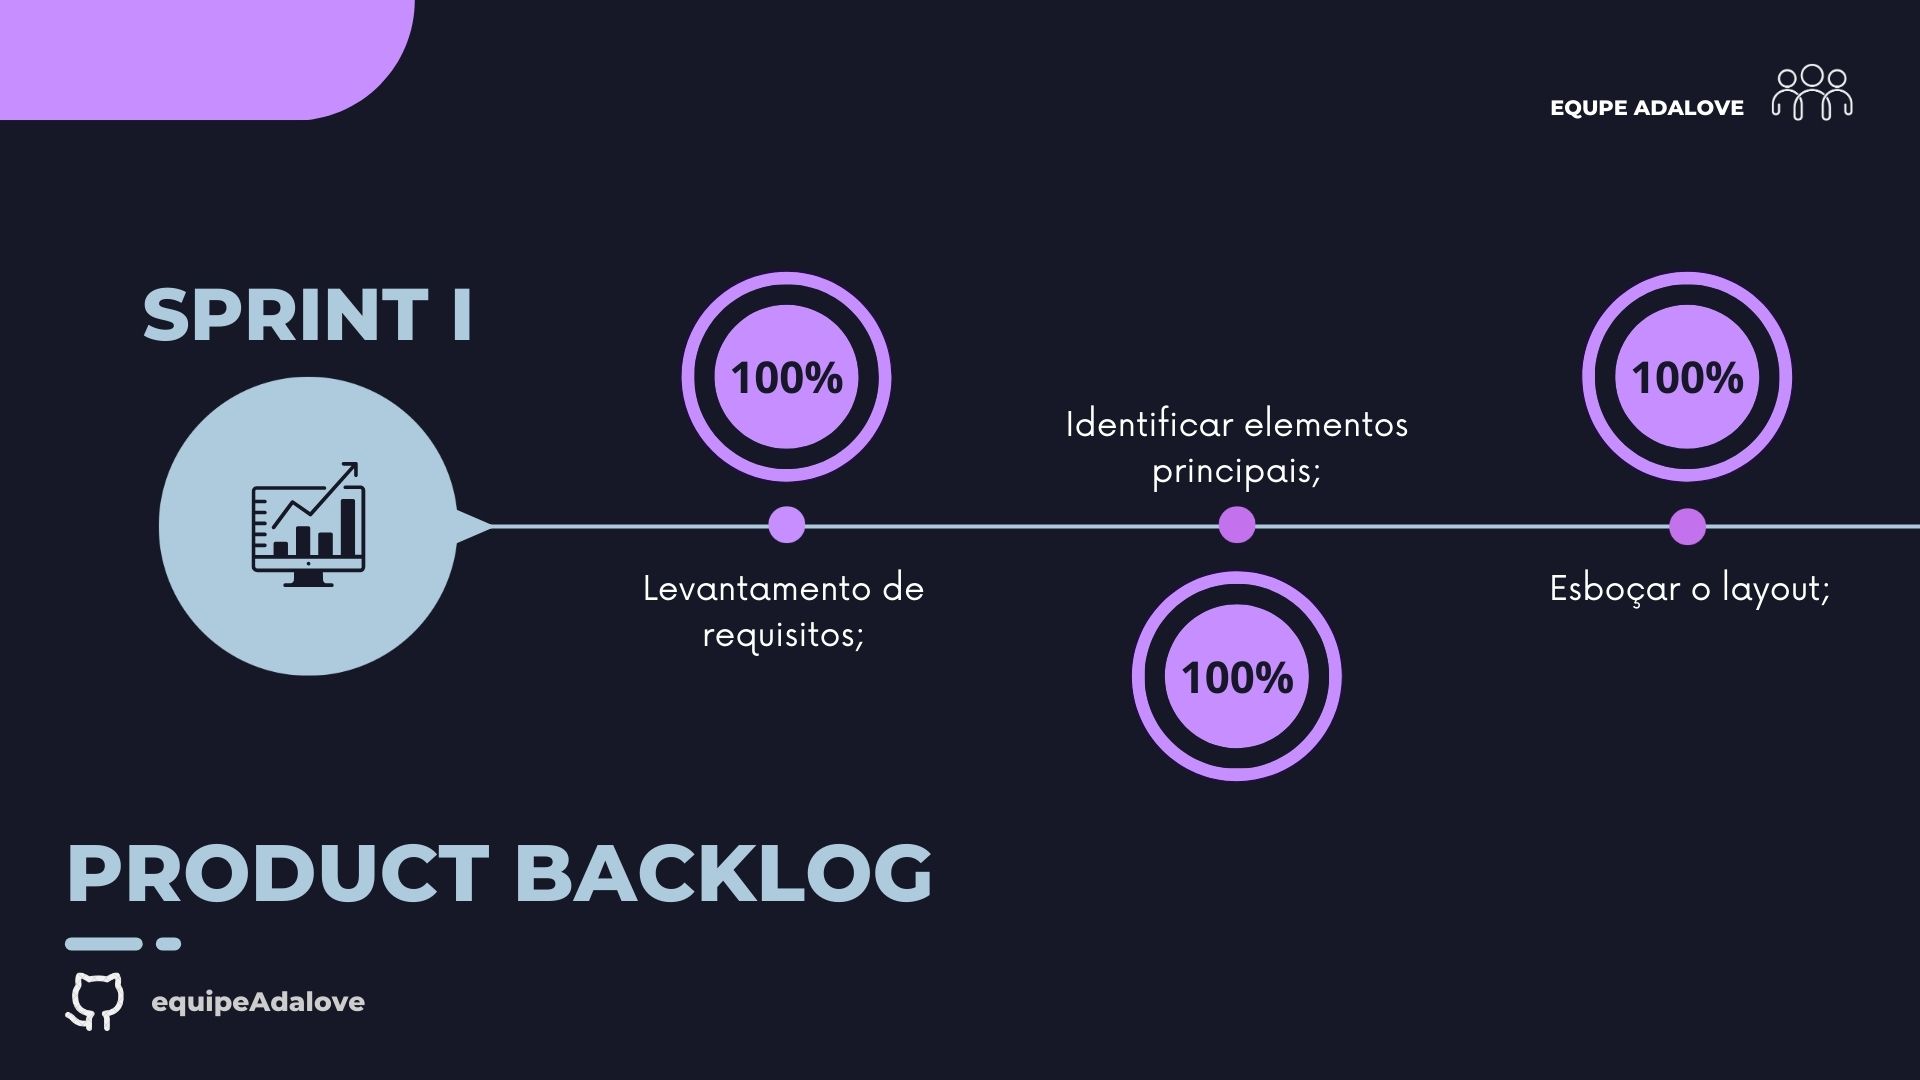 EQUPE ADALOVE
SPRINT I
100%
Levantamento de
requisitos;
Identificar elementos
principais;
100%
100%
Esboçar o layout;
PRODUCT BACKLOG
equipeAdalove